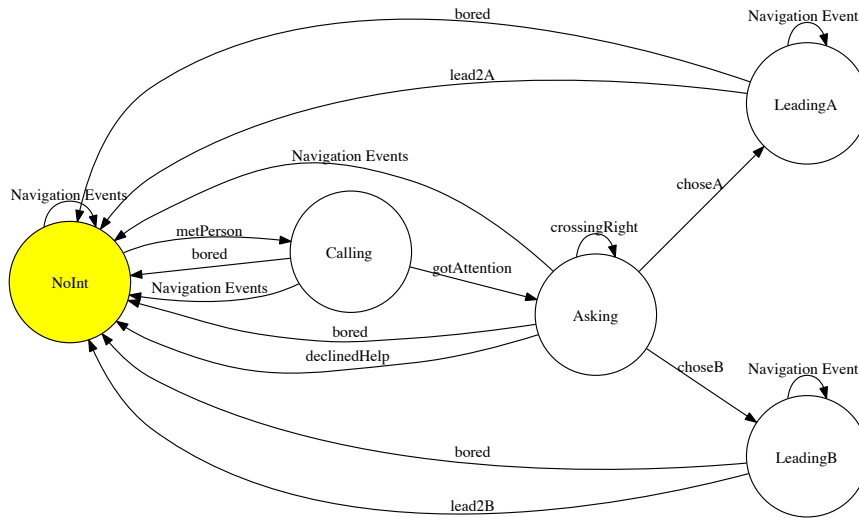 bored
Navigation Event
LeadingA
lead2A
Navigation Events
choseA
Navigation Events
metPerson
bored
Calling
crossingRight
NoInt
gotAttention
Navigation Events
Asking
bored
declinedHelp
choseB
Navigation Event
bored
LeadingB
lead2B